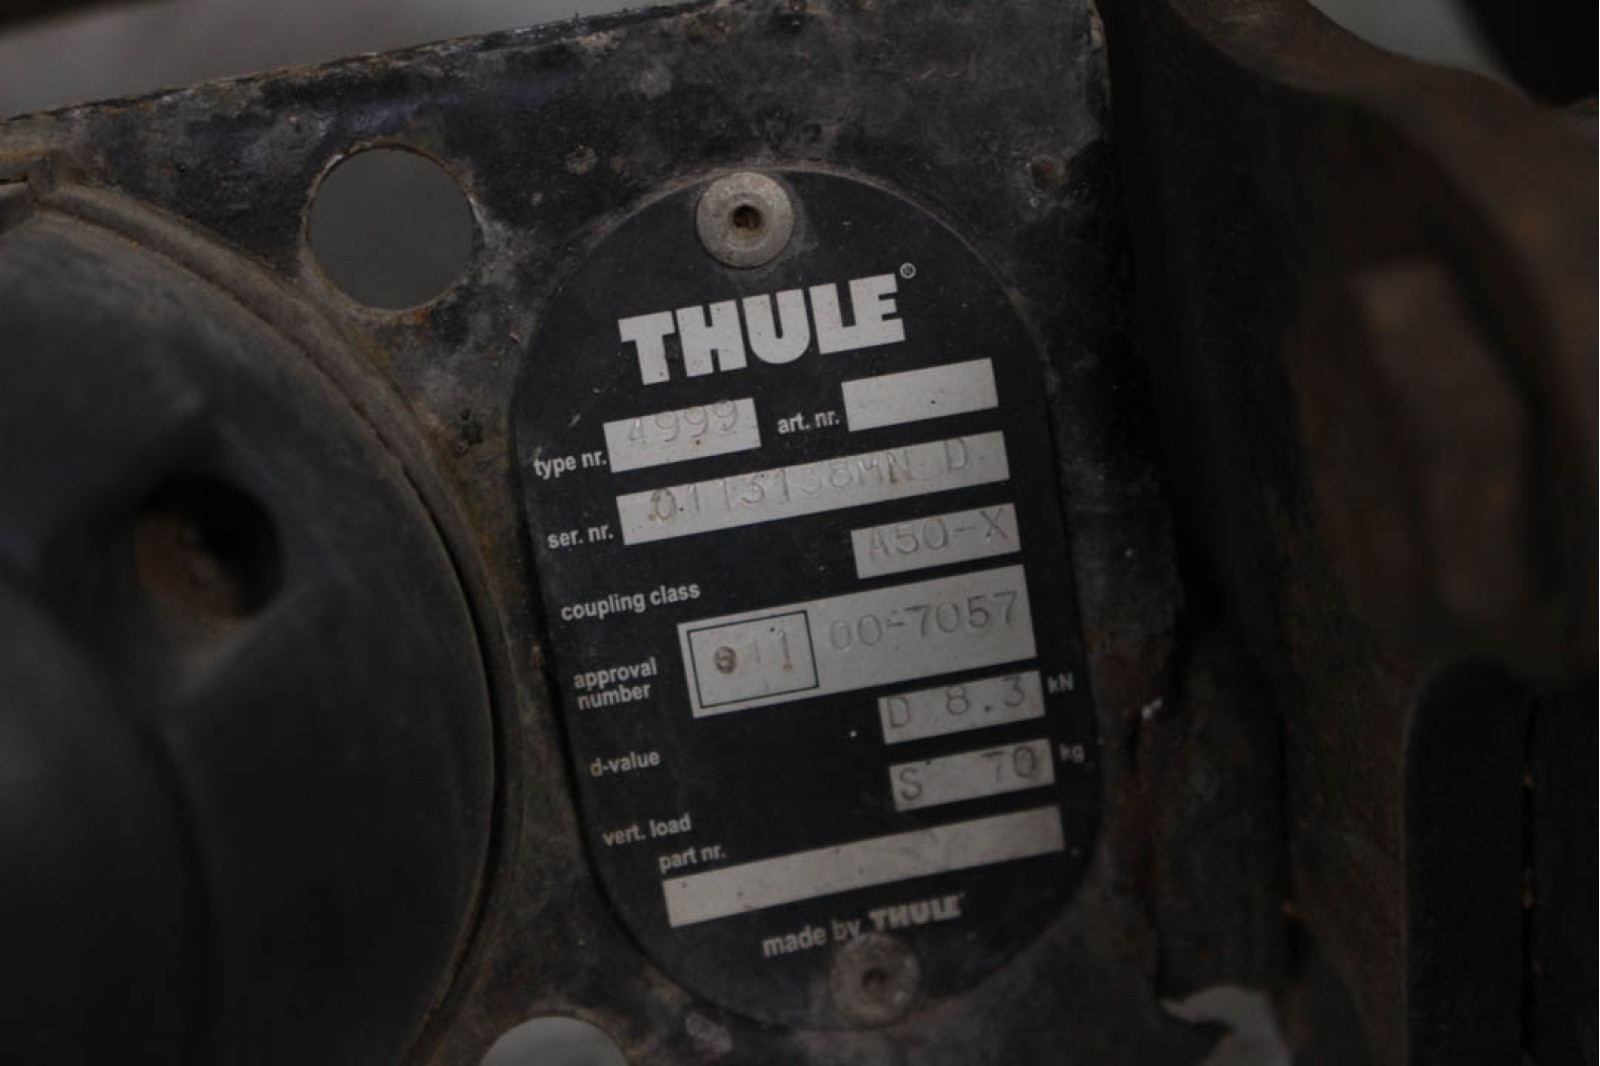 THULE®
type nr. 4999 art. nr.
ser. nr. 0113138MN D
coupling class A50-X
approval number e11 00-7057
d-value D 8.3 kN
vert. load S 70 kg
part nr.
made by THULE